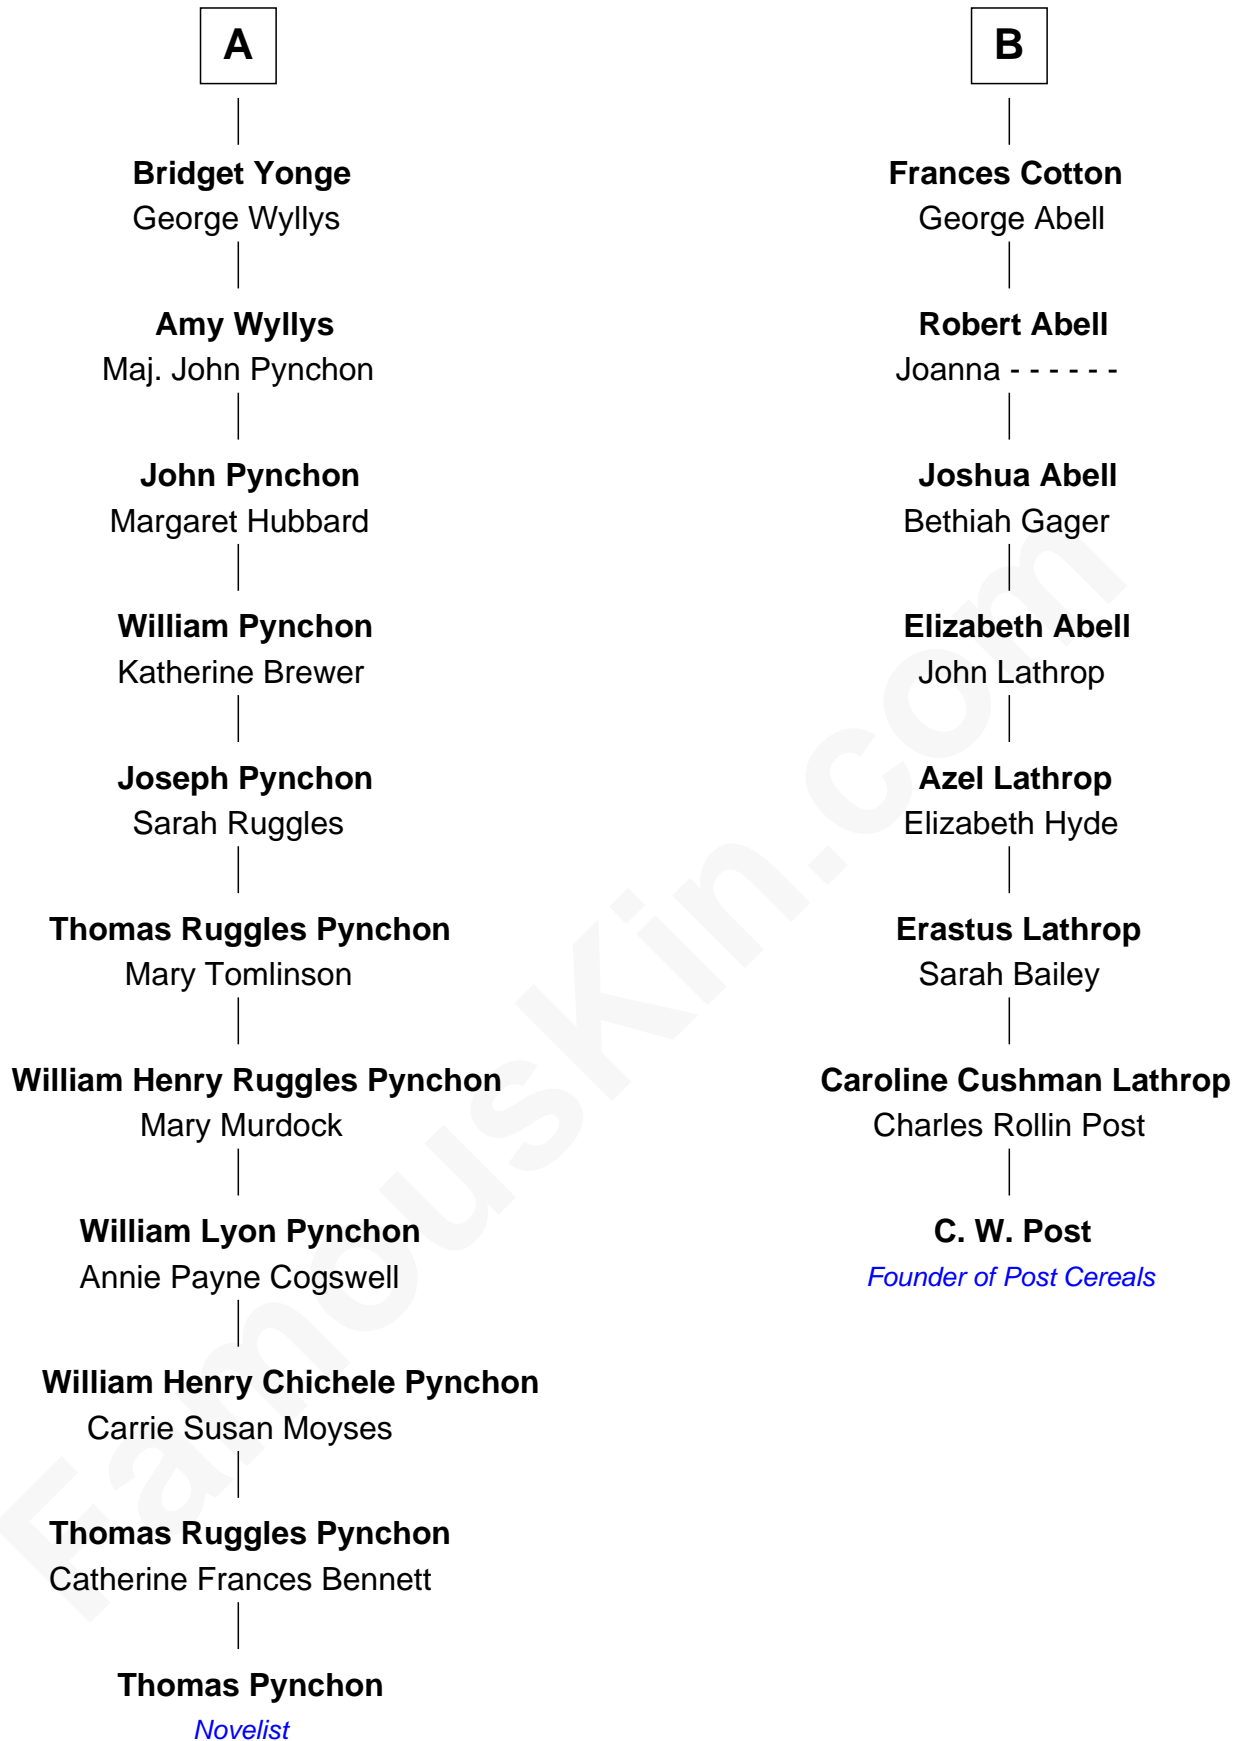 A
Bridget Yonge
George Wyllys
Amy Wyllys
Maj. John Pynchon
John Pynchon
Margaret Hubbard
William Pynchon
Katherine Brewer
Joseph Pynchon
Sarah Ruggles
Thomas Ruggles Pynchon
Mary Tomlinson
William Henry Ruggles Pynchon
Mary Murdock
William Lyon Pynchon
Annie Payne Cogswell
William Henry Chichele Pynchon
Carrie Susan Moyses
Thomas Ruggles Pynchon
Catherine Frances Bennett
Thomas Pynchon
Novelist
B
Frances Cotton
George Abell
Robert Abell
Joanna - - - - - -
Joshua Abell
Bethiah Gager
Elizabeth Abell
John Lathrop
Azel Lathrop
Elizabeth Hyde
Erastus Lathrop
Sarah Bailey
Caroline Cushman Lathrop
Charles Rollin Post
C. W. Post
Founder of Post Cereals
FamousKin.com